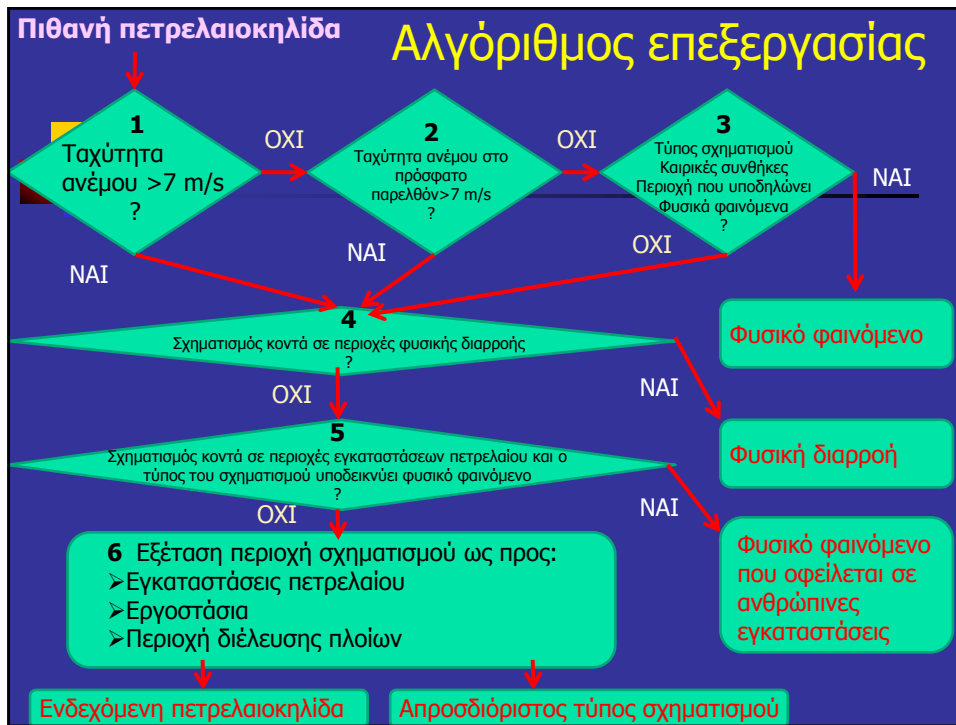 Πιθανή πετρελαιοκηλίδα
Αλγόριθμος επεξεργασίας
1
Ταχύτητα
ανέμου >7 m/s
?
ΟΧΙ
2
Ταχύτητα ανέμου στο
πρόσφατο
παρελθόν>7 m/s
?
ΟΧΙ
3
Τύπος σχηματισμού
Καιρικές συνθήκες
Περιοχή που υποδηλώνει
Φυσικά φαινόμενα
?
ΝΑΙ
ΝΑΙ
ΝΑΙ
ΟΧΙ
4
Σχηματισμός κοντά σε περιοχές φυσικής διαρροής
?
Φυσικό φαινόμενο
ΟΧΙ
ΝΑΙ
5
Σχηματισμός κοντά σε περιοχές εγκαταστάσεων πετρελαίου και ο
τύπος του σχηματισμού υποδεικνύει φυσικό φαινόμενο
?
Φυσική διαρροή
ΟΧΙ
ΝΑΙ
6 Εξέταση περιοχή σχηματισμού ως προς:
➢Εγκαταστάσεις πετρελαίου
➢Εργοστάσια
➢Περιοχή διέλευσης πλοίων
Φυσικό φαινόμενο
που οφείλεται σε
ανθρώπινες
εγκαταστάσεις
Ενδεχόμενη πετρελαιοκηλίδα
Απροσδιόριστος τύπος σχηματισμού